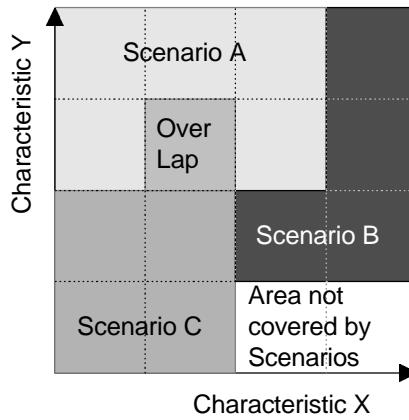 Characteristic Y
Scenario A
Over
Lap
Scenario B
Scenario C
Area not
covered by
Scenarios
Characteristic X